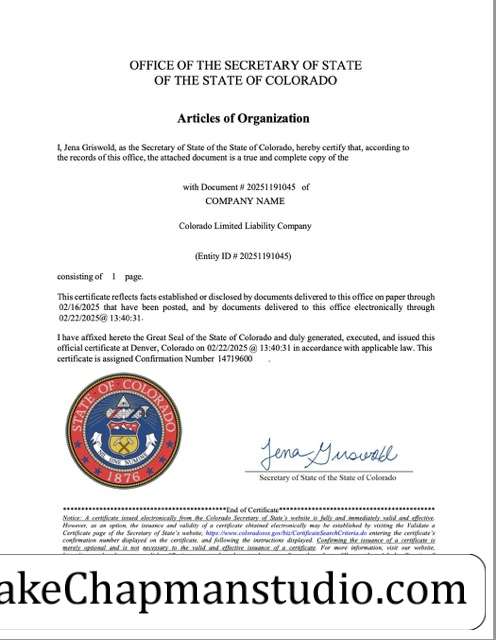 OFFICE OF THE SECRETARY OF STATE
OF THE STATE OF COLORADO
Articles of Organization
I, Jena Griswold, as the Secretary of State of the State of Colorado, hereby certify that, according to
the records of this office, the attached document is a true and complete copy of the
with Document # 20251191045 of
COMPANY NAME
Colorado Limited Liability Company
(Entity ID # 20251191045)
consisting of 1 page.
This certificate reflects facts established or disclosed by documents delivered to this office on paper through
02/16/2025 that have been posted, and by documents delivered to this office electronically through
02/22/2025@ 13:40:31.
I have affixed hereto the Great Seal of the State of Colorado and duly generated, executed, and issued this
official certificate at Denver, Colorado on 02/22/2025 @ 13:40:31 in accordance with applicable law. This
certificate is assigned Confirmation Number 14719600 .
STATE OF COLORADO
NIL SINE NUMINE
1876
Jena Griswold
Secretary of State of the State of Colorado
*********************************************End of Certificate*********************************************
Notice: A certificate issued electronically from the Colorado Secretary of State's website is fully and immediately valid and effective.
However, as an option, the issuance and validity of a certificate obtained electronically may be established by visiting the Validate a
Certificate page of the Secretary of State's website, https://www.coloradosos.gov/biz/CertificateSearchCriteria.do entering the certificate's
confirmation number displayed on the certificate, and following the instructions displayed. Confirming the issuance of a certificate is
merely optional and is not necessary to the valid and effective issuance of a certificate. For more information, visit our website,
akeChapmanstudio.com